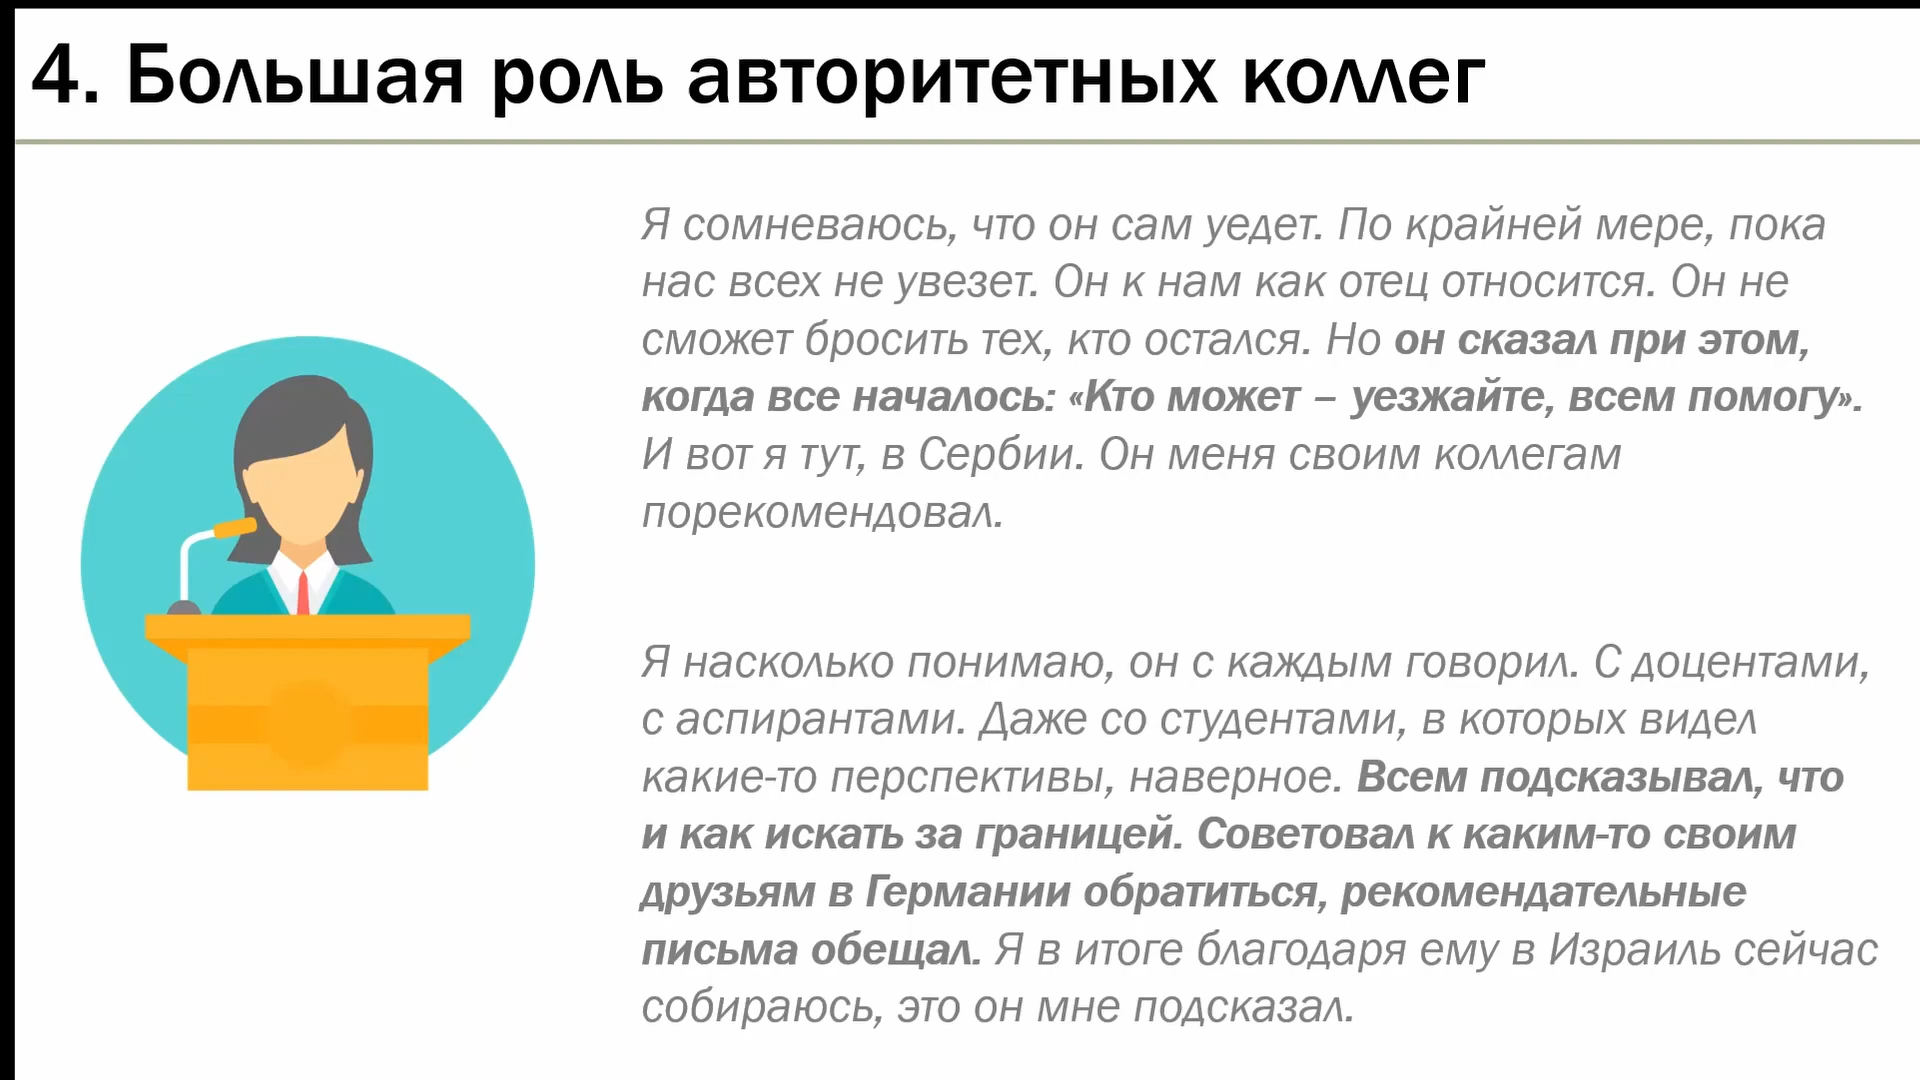 4. Большая роль авторитетных коллег
Я сомневаюсь, что он сам уедет. По крайней мере, пока
нас всех не увезет. Он к нам как отец относится. Он не
сможет бросить тех, кто остался. Но он сказал при этом,
когда все началось: «Кто может – уезжайте, всем помогу».
И вот я тут, в Сербии. Он меня своим коллегам
порекомендовал.
Я насколько понимаю, он с каждым говорил. С доцентами,
с аспирантами. Даже со студентами, в которых видел
какие-то перспективы, наверное. Всем подсказывал, что
и как искать за границей. Советовал к каким-то своим
друзьям в Германии обратиться, рекомендательные
письма обещал. Я в итоге благодаря ему в Израиль сейчас
собираюсь, это он мне подсказал.